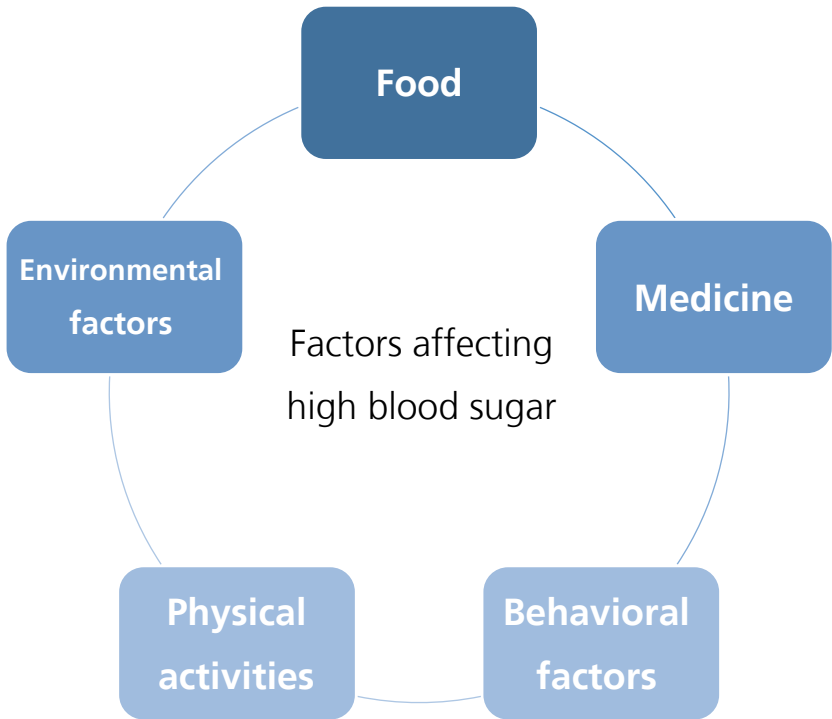 Food
Medicine
Behavioral
factors
Physical
activities
Environmental
factors
Factors affecting
high blood sugar